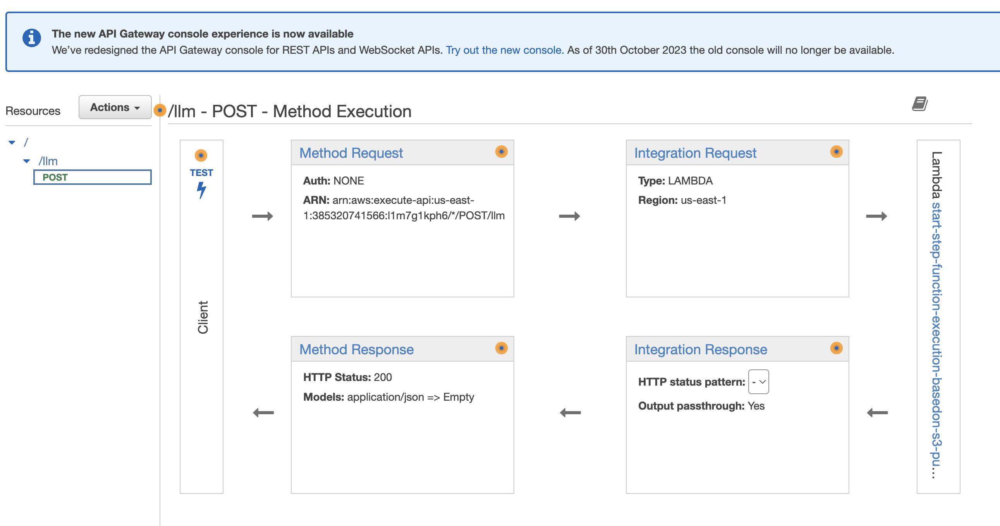 The new API Gateway console experience is now available
We’ve redesigned the API Gateway console for REST APIs and WebSocket APIs. Try out the new console. As of 30th October 2023 the old console will no longer be available.
Resources
Actions
/llm - POST - Method Execution
/
/llm
POST
TEST
Client
Method Request
Auth: NONE
ARN: arn:aws:execute-api:us-east-
1:385320741566:l1m7g1kph6/*/POST/llm
Integration Request
Type: LAMBDA
Region: us-east-1
Lambda start-step-function-execution-basedon-s3-pu...
Method Response
HTTP Status: 200
Models: application/json => Empty
Integration Response
HTTP status pattern: -
Output passthrough: Yes